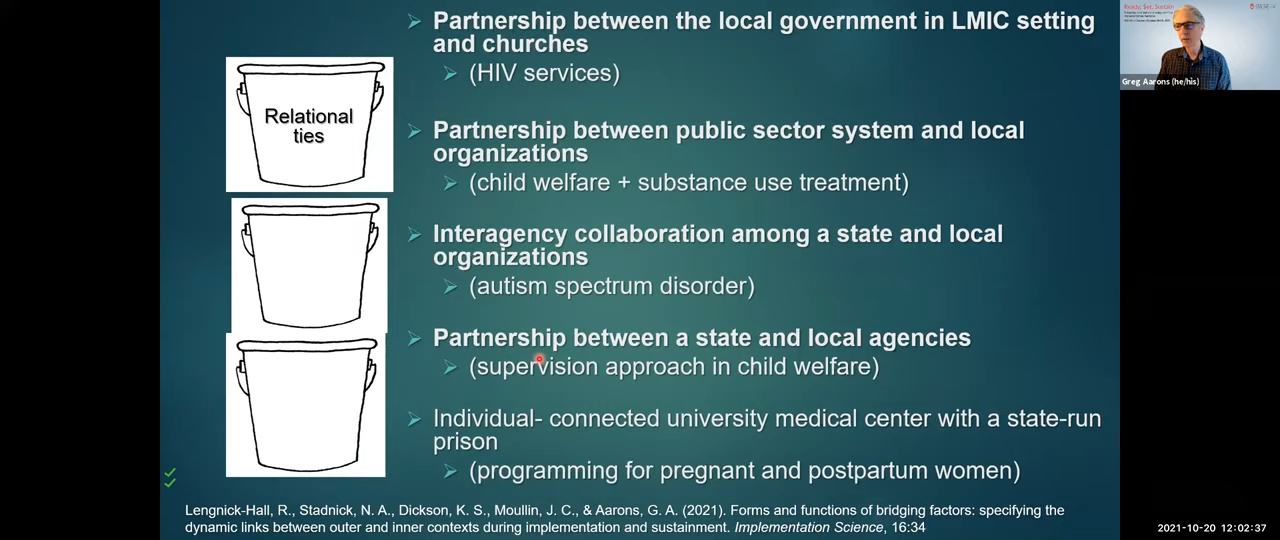 Partnership between the local government in LMIC setting
and churches
(HIV services)
Relational
ties
Partnership between public sector system and local
organizations
(child welfare + substance use treatment)
Interagency collaboration among a state and local
organizations
(autism spectrum disorder)
Partnership between a state and local agencies
(supervision approach in child welfare)
Individual- connected university medical center with a state-run
prison
(programming for pregnant and postpartum women)
Lengnick-Hall, R., Stadnick, N. A., Dickson, K. S., Moullin, J. C., & Aarons, G. A. (2021). Forms and functions of bridging factors: specifying the
dynamic links between outer and inner contexts during implementation and sustainment. Implementation Science, 16:34
Ready, Set, Sustain
Greg Aarons (he/his)
2021-10-20 12:02:37